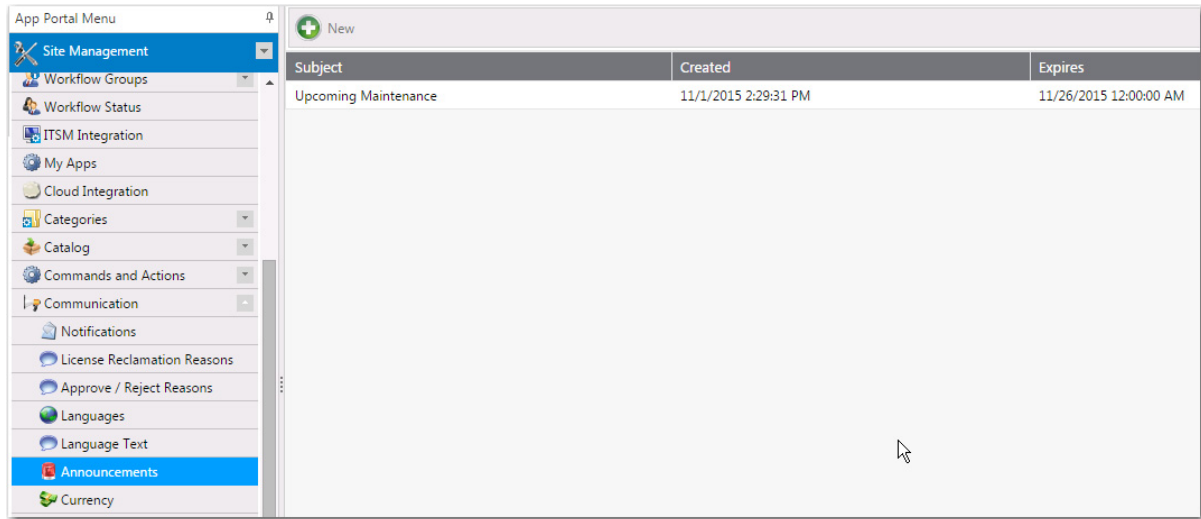 App Portal Menu
New
Site Management
Subject Created Expires
Workflow Groups
Upcoming Maintenance 11/1/2015 2:29:31 PM 11/26/2015 12:00:00 AM
Workflow Status
ITSM Integration
My Apps
Cloud Integration
Categories
Catalog
Commands and Actions
Communication
Notifications
License Reclamation Reasons
Approve / Reject Reasons
Languages
Language Text
Announcements
Currency